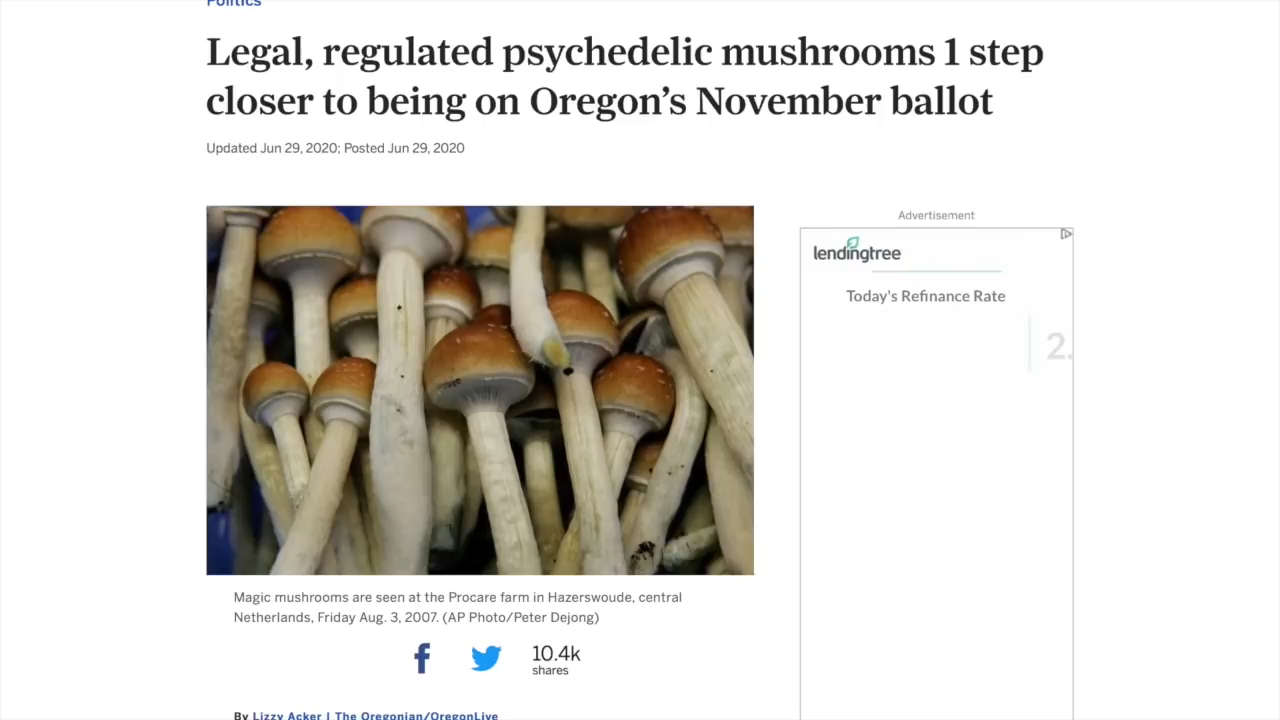 Politics
Legal, regulated psychedelic mushrooms 1 step
closer to being on Oregon’s November ballot
Updated Jun 29, 2020; Posted Jun 29, 2020
Advertisement
lendingtree
Today's Refinance Rate
2.
Magic mushrooms are seen at the Procare farm in Hazerswoude, central
Netherlands, Friday Aug. 3, 2007. (AP Photo/Peter Dejong)
10.4k
shares
By Lizzy Acker | The Oregonian/OregonLive